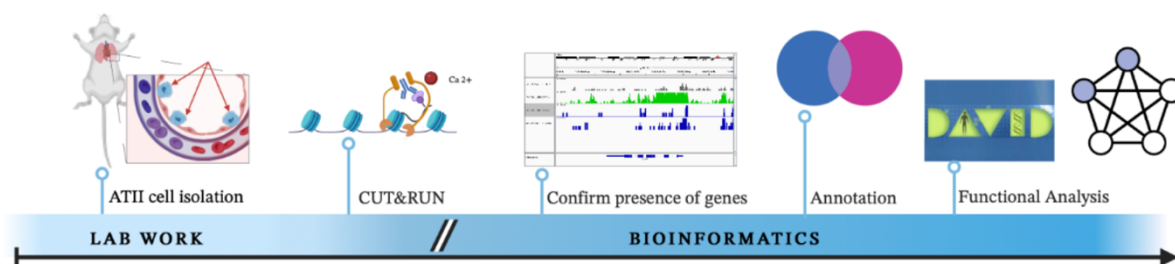 Ca 2+
DAVID
ATII cell isolation
CUT&RUN
Confirm presence of genes
Annotation
Functional Analysis
LAB WORK
BIOINFORMATICS